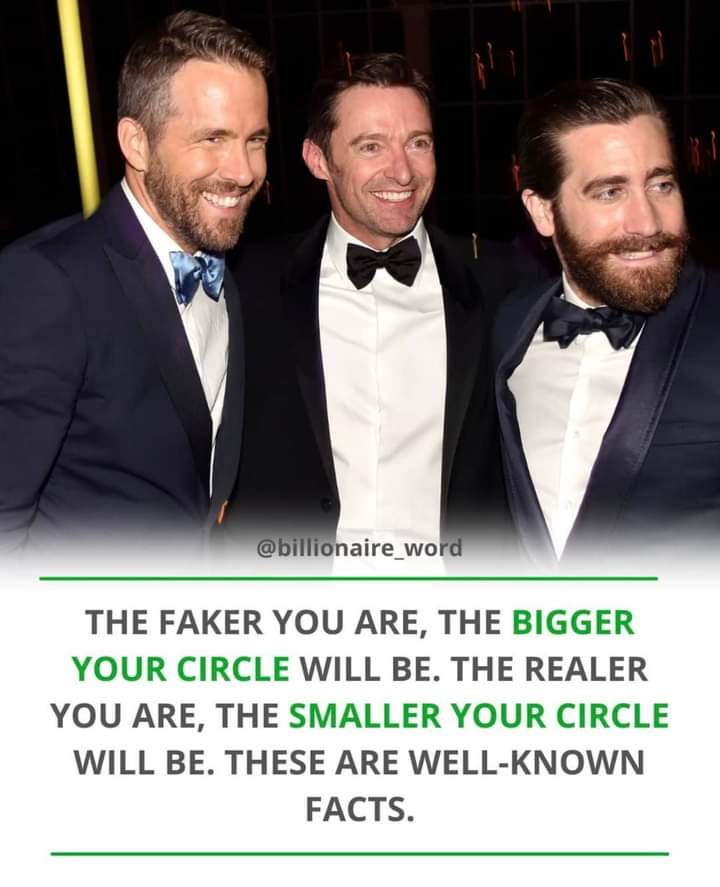 @billionaire_word
THE FAKER YOU ARE, THE BIGGER
YOUR CIRCLE WILL BE. THE REALER
YOU ARE, THE SMALLER YOUR CIRCLE
WILL BE. THESE ARE WELL-KNOWN
FACTS.